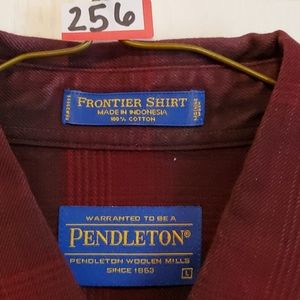 256
FRONTIER SHIRT
MADE IN INDONESIA
100% COTTON
WARRANTED TO BE A
PENDLETON®
PENDLETON WOOLEN MILLS
SINCE 1863
L